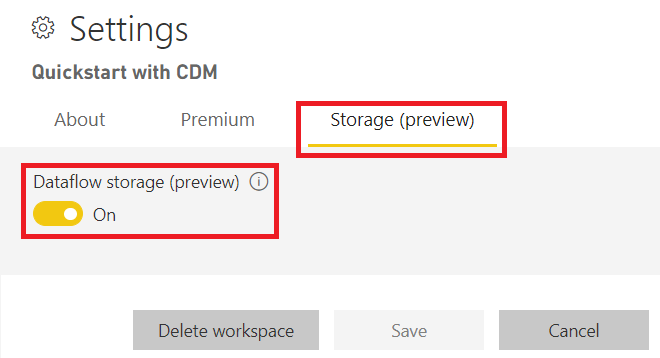 Settings
Quickstart with CDM
About Premium Storage (preview)
Dataflow storage (preview)
On
Delete workspace Save Cancel